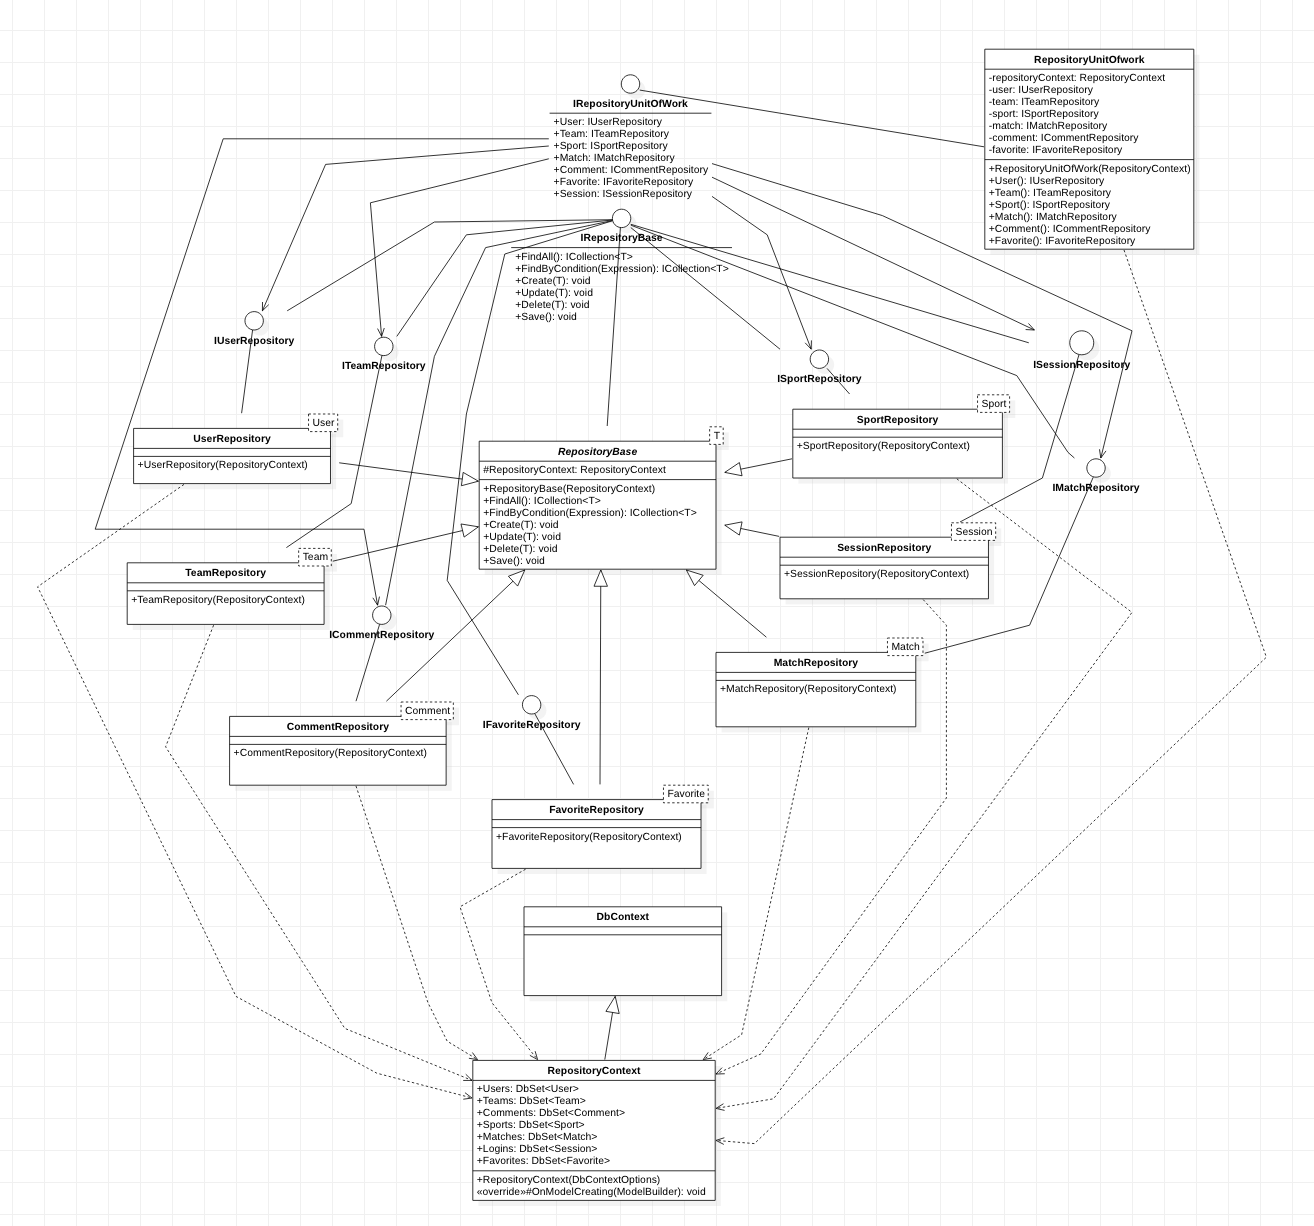 RepositoryUnitOfwork
-repositoryContext: RepositoryContext
-user: IUserRepository
-team: ITeamRepository
-sport: ISportRepository
-match: IMatchRepository
-comment: ICommentRepository
-favorite: IFavoriteRepository
+RepositoryUnitOfWork(RepositoryContext)
+User(): IUserRepository
+Team(): ITeamRepository
+Sport(): ISportRepository
+Match(): IMatchRepository
+Comment(): ICommentRepository
+Favorite(): IFavoriteRepository
IRepositoryUnitOfWork
+User: IUserRepository
+Team: ITeamRepository
+Sport: ISportRepository
+Match: IMatchRepository
+Comment: ICommentRepository
+Favorite: IFavoriteRepository
+Session: ISessionRepository
IRepositoryBase
+FindAll(): ICollection<T>
+FindByCondition(Expression): ICollection<T>
+Create(T): void
+Update(T): void
+Delete(T): void
+Save(): void
IUserRepository
ITeamRepository
ISportRepository
ISessionRepository
IMatchRepository
User
UserRepository
+UserRepository(RepositoryContext)
T
RepositoryBase
#RepositoryContext: RepositoryContext
+RepositoryBase(RepositoryContext)
+FindAll(): ICollection<T>
+FindByCondition(Expression): ICollection<T>
+Create(T): void
+Update(T): void
+Delete(T): void
+Save(): void
Sport
SportRepository
+SportRepository(RepositoryContext)
Session
SessionRepository
+SessionRepository(RepositoryContext)
Team
TeamRepository
+TeamRepository(RepositoryContext)
ICommentRepository
Match
MatchRepository
+MatchRepository(RepositoryContext)
Comment
CommentRepository
+CommentRepository(RepositoryContext)
IFavoriteRepository
Favorite
FavoriteRepository
+FavoriteRepository(RepositoryContext)
DbContext
RepositoryContext
+Users: DbSet<User>
+Teams: DbSet<Team>
+Comments: DbSet<Comment>
+Sports: DbSet<Sport>
+Matches: DbSet<Match>
+Logins: DbSet<Session>
+Favorites: DbSet<Favorite>
+RepositoryContext(DbContextOptions)
«override»#OnModelCreating(ModelBuilder): void